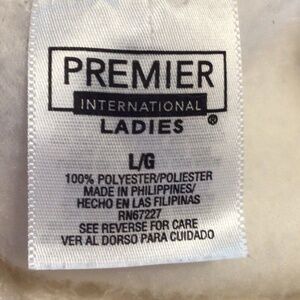 PREMIER
INTERNATIONAL
LADIES ®
L/G
100% POLYESTER/POLIESTER
MADE IN PHILIPPINES/
HECHO EN LAS FILIPINAS
RN67227
SEE REVERSE FOR CARE
VER AL DORSO PARA CUIDADO